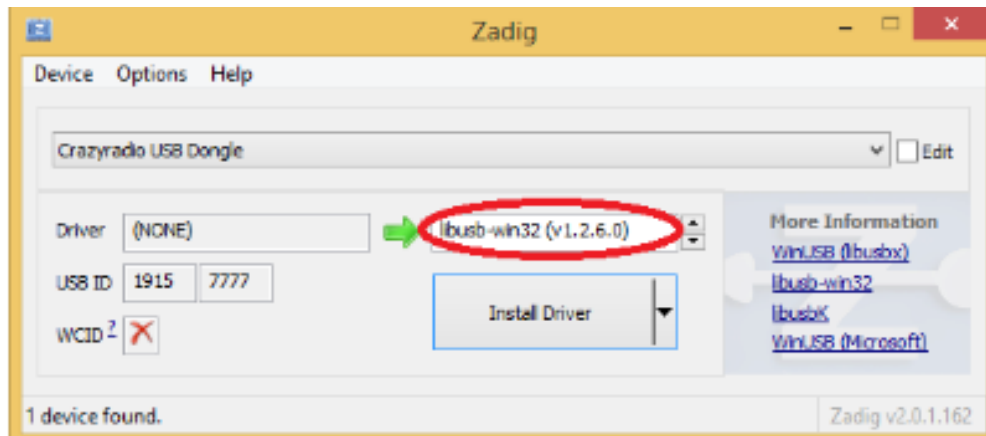 Zadig
Device Options Help
Crazyradio USB Dongle
Edit
Driver (NONE) libusb-win32 (v1.2.6.0)
USB ID 1915 7777
WCID ?
Install Driver
More Information
WinUSB (libusbx)
libusb-win32
libusbK
WinUSB (Microsoft)
1 device found.
Zadig v2.0.1.162